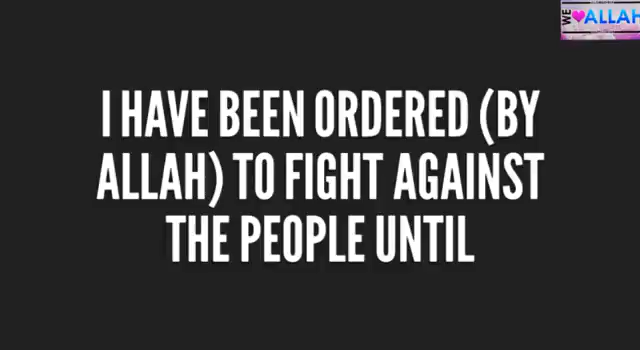 WE ♥ ALLAH
I HAVE BEEN ORDERED (BY
ALLAH) TO FIGHT AGAINST
THE PEOPLE UNTIL